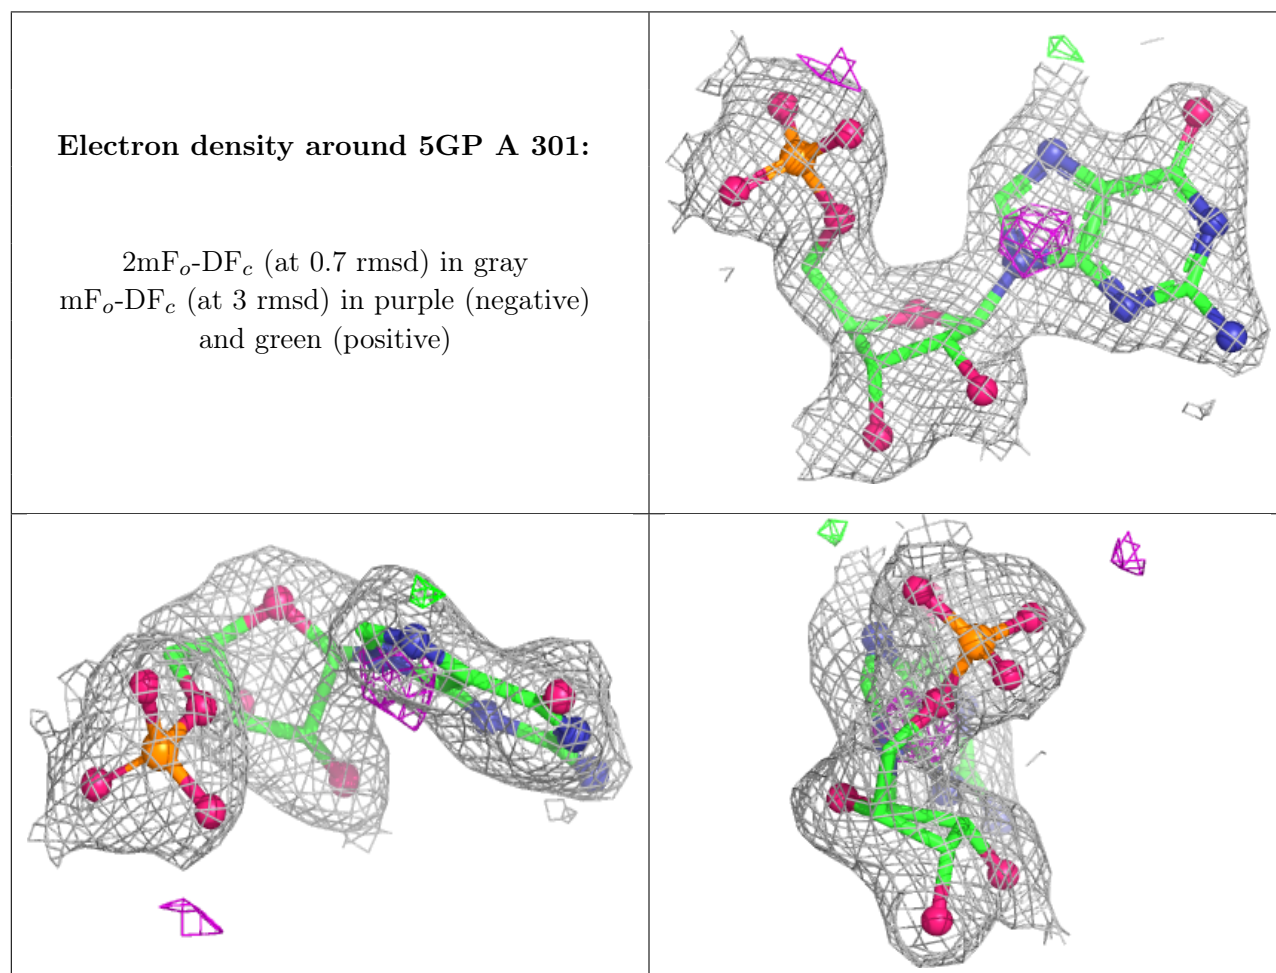 Electron density around 5GP A 301:
2mFₒ-DF𝒸 (at 0.7 rmsd) in gray
mFₒ-DF𝒸 (at 3 rmsd) in purple (negative)
and green (positive)